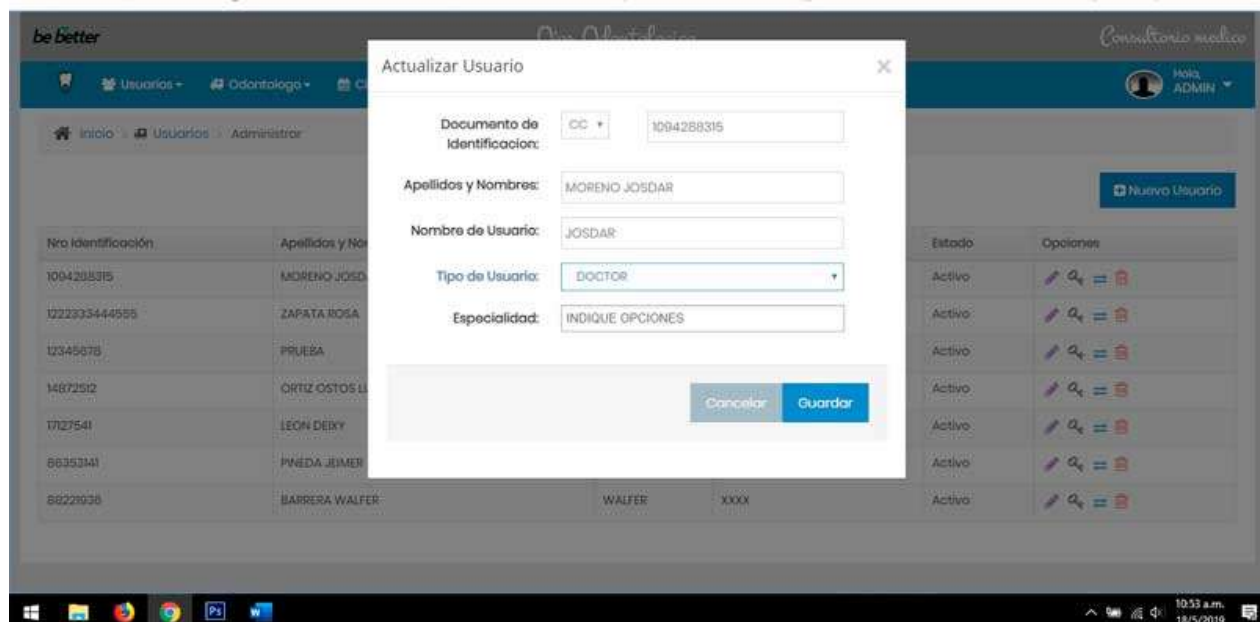 be better
Consultorio medico
Usuarios
Odontologo
Hola,
ADMIN
Inicio
Usuarios
Administrar
Nuevo Usuario
Actualizar Usuario
Documento de Identificacion:
CC
1094288315
Apellidos y Nombres:
MORENO JOSDAR
Nombre de Usuario:
JOSDAR
Tipo de Usuario:
DOCTOR
Especialidad:
INDIQUE OPCIONES
Cancelar
Guardar
Nro Identificación
Apellidos y
Estado
Opciones
1094288315
MORENO
Activo
1222333444555
ZAPATA ROSA
Activo
12345678
PRUEBA
Activo
14872512
ORTIZ OSTOS
Activo
17127541
LEON DEIXY
Activo
86353141
PINEDA JEIMER
Activo
88221936
BARRERA WALFER
WALFER
XXXX
Activo
Ps
10:53 a.m.
18/5/2019